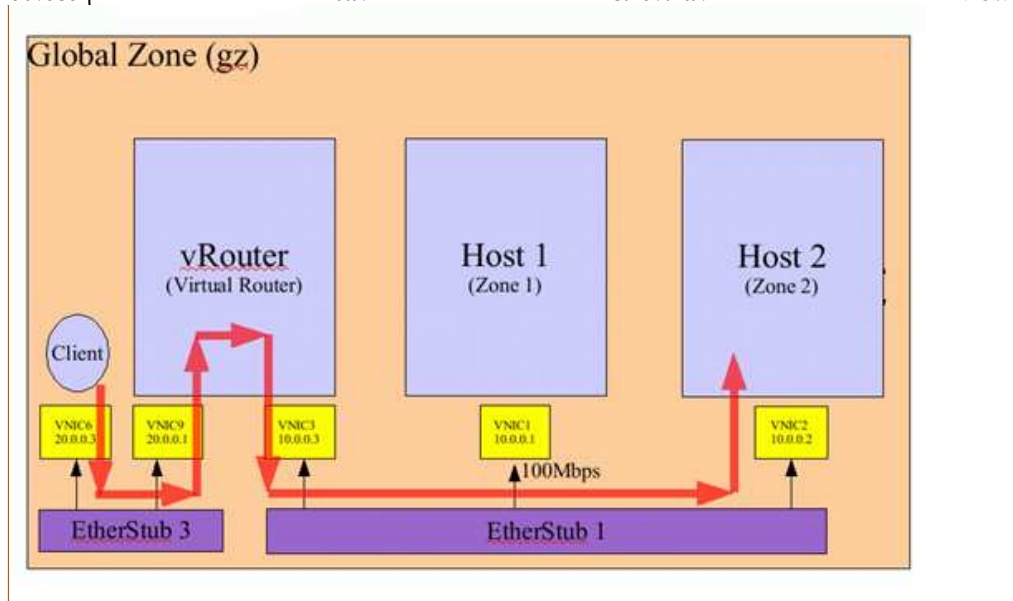 Global Zone (gz)
vRouter
(Virtual Router)
Host 1
(Zone 1)
Host 2
(Zone 2)
Client
VNIC6
20.0.0.3
VNIC9
20.0.0.1
VNIC3
10.0.0.3
VNIC1
10.0.0.1
VNIC2
10.0.0.2
100Mbps
EtherStub 3
EtherStub 1